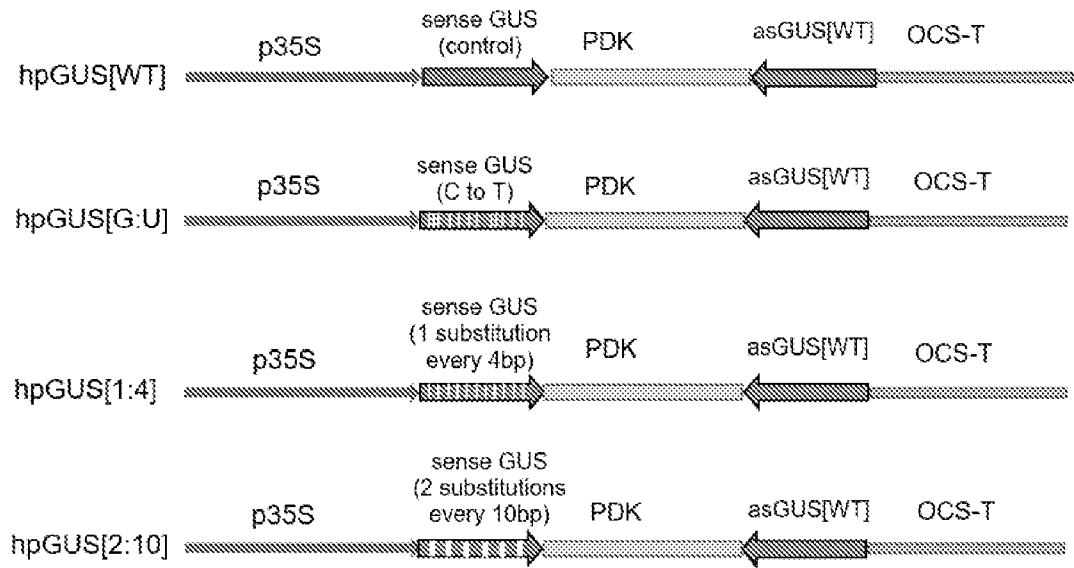 sense GUS
(control)
p35S
PDK
asGUS[WT]
OCS-T
hpGUS[WT]
sense GUS
(C to T)
p35S
PDK
asGUS[WT]
OCS-T
hpGUS[G:U]
sense GUS
(1 substitution
every 4bp)
p35S
PDK
asGUS[WT]
OCS-T
hpGUS[1:4]
sense GUS
(2 substitutions
every 10bp)
p35S
PDK
asGUS[WT]
OCS-T
hpGUS[2:10]